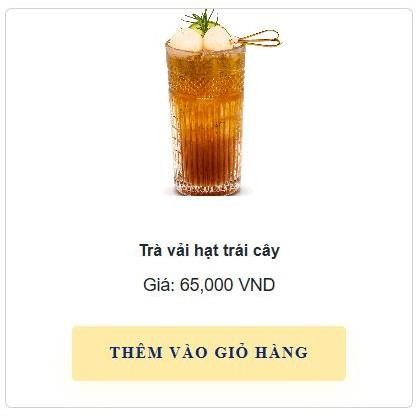 Trà vải hạt trái cây
Giá: 65,000 VND
THÊM VÀO GIỎ HÀNG